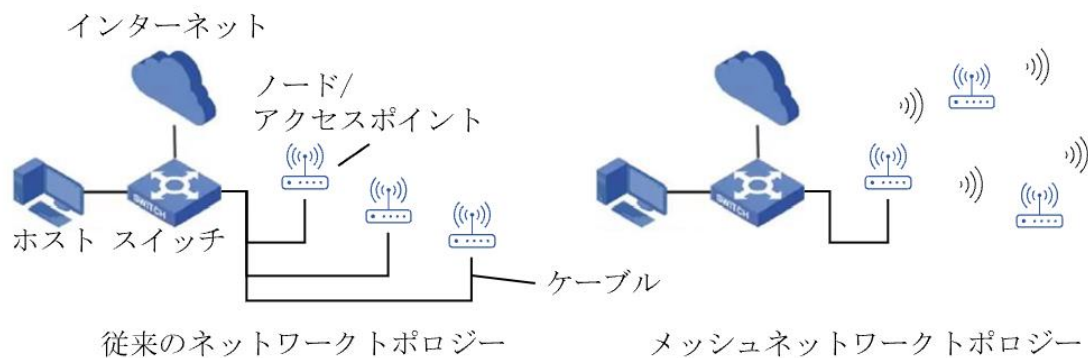 インターネット
ノード/
アクセスポイント
SWITCH
SWITCH
ホスト スイッチ
ケーブル
従来のネットワークトポロジー
メッシュネットワークトポロジー